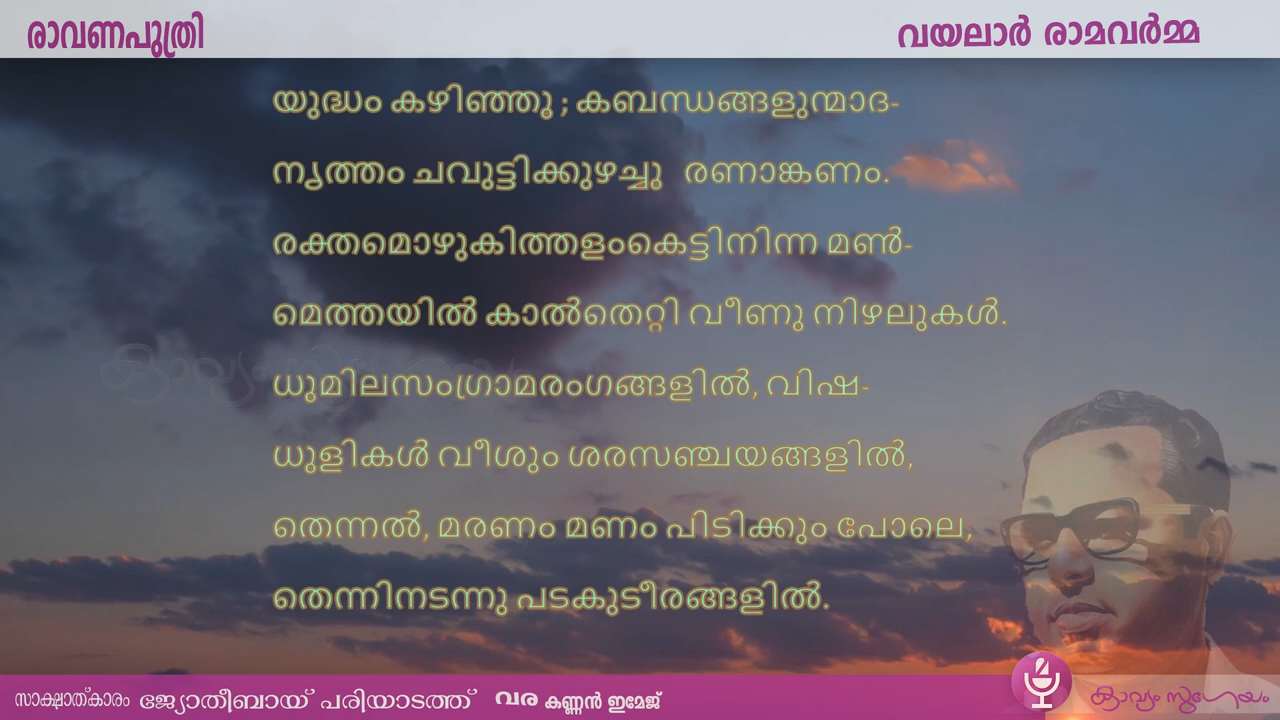 രാവണപുത്രി
വയലാർ രാമവർമ്മ
യുദ്ധം കഴിഞ്ഞൂ ; കബന്ധങ്ങളുന്മാദ-
നൃത്തം ചവുട്ടിക്കുഴച്ചു രണാങ്കണം.
രക്തമൊഴുകിത്തളംകെട്ടിനിന്ന മൺ-
മെത്തയിൽ കാൽതെറ്റി വീണു നിഴലുകൾ.
ധുമിലസംഗ്രാമരംഗങ്ങളിൽ, വിഷ-
ധുളികൾ വീശും ശരസഞ്ചയങ്ങളിൽ,
തെന്നൽ, മരണം മണം പിടിക്കും പോലെ,
തെന്നിനടന്നു പടകുടീരങ്ങളിൽ.
സാക്ഷാത്കാരം ജ്യോതീബായ് പരിയാടത്ത് വര കണ്ണൻ ഇമേജ്
കാവ്യം സുഗേയം